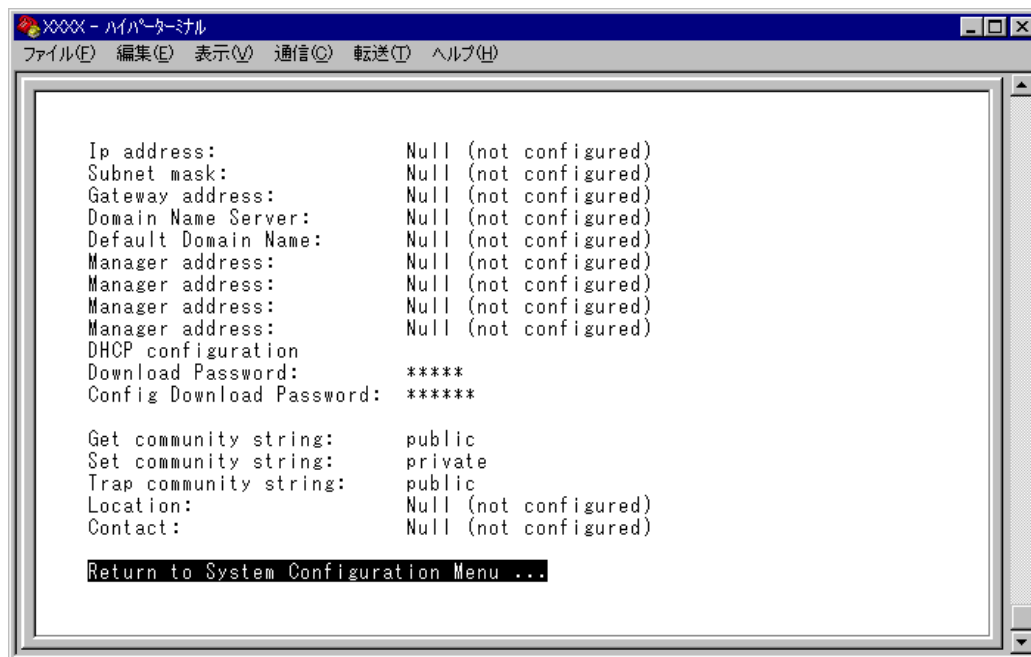 XXXX - ハイパーターミナル
ファイル(F) 編集(E) 表示(V) 通信(C) 転送(T) ヘルプ(H)
Ip address: Null (not configured)
Subnet mask: Null (not configured)
Gateway address: Null (not configured)
Domain Name Server: Null (not configured)
Default Domain Name: Null (not configured)
Manager address: Null (not configured)
Manager address: Null (not configured)
Manager address: Null (not configured)
Manager address: Null (not configured)
DHCP configuration
Download Password: *****
Config Download Password: ******
Get community string: public
Set community string: private
Trap community string: public
Location: Null (not configured)
Contact: Null (not configured)
Return to System Configuration Menu ...